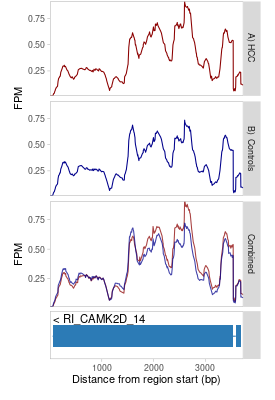 0.75
0.50
0.25
A) HCC
FPM
0.75
0.50
0.25
B) Controls
0.75
0.50
0.25
FPM
Combined
< RI_CAMK2D_14
1000
2000
3000
Distance from region start (bp)